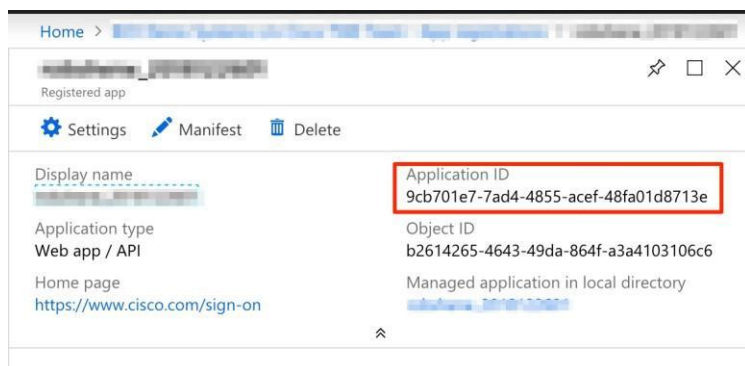 Home >
Registered app
Settings Manifest Delete
Display name
Application ID
9cb701e7-7ad4-4855-acef-48fa01d8713e
Application type
Web app / API
Object ID
b2614265-4643-49da-864f-a3a4103106c6
Home page
https://www.cisco.com/sign-on
Managed application in local directory